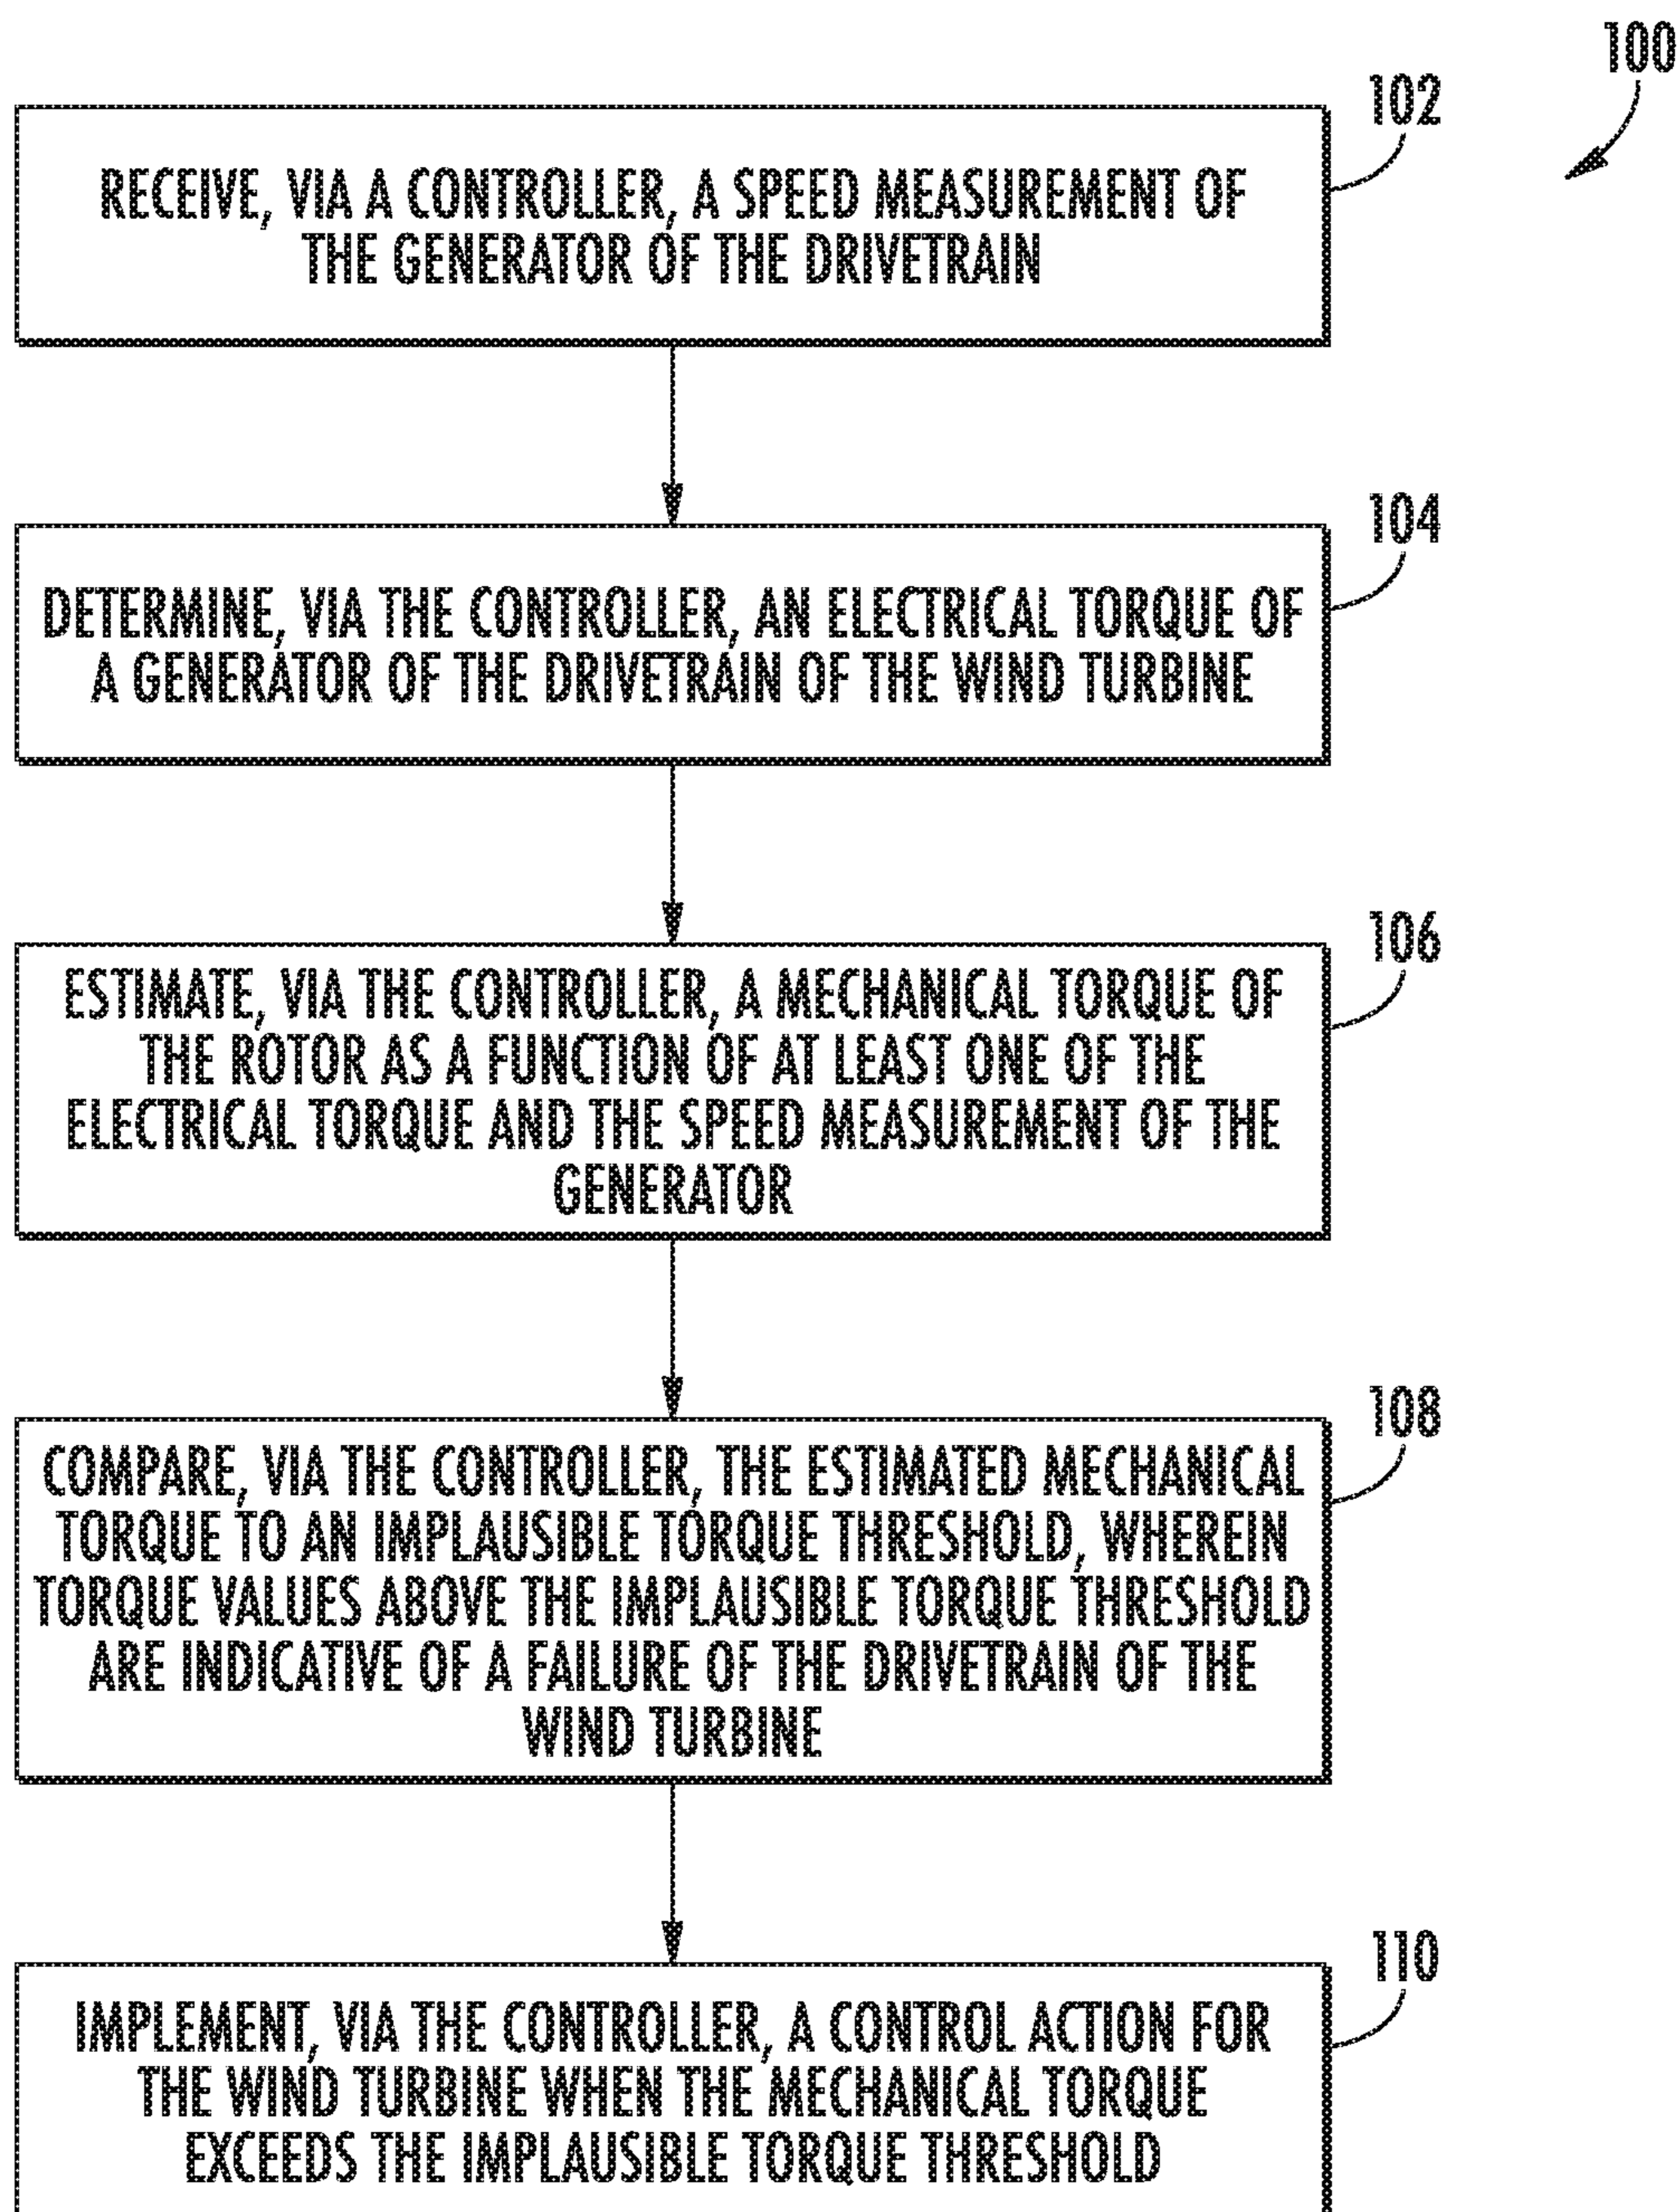 100
102
RECEIVE, VIA A CONTROLLER, A SPEED MEASUREMENT OF
THE GENERATOR OF THE DRIVETRAIN
104
DETERMINE, VIA THE CONTROLLER, AN ELECTRICAL TORQUE OF
A GENERATOR OF THE DRIVETRAIN OF THE WIND TURBINE
106
ESTIMATE, VIA THE CONTROLLER, A MECHANICAL TORQUE OF
THE ROTOR AS A FUNCTION OF AT LEAST ONE OF THE
ELECTRICAL TORQUE AND THE SPEED MEASUREMENT OF THE
GENERATOR
108
COMPARE, VIA THE CONTROLLER, THE ESTIMATED MECHANICAL
TORQUE TO AN IMPLAUSIBLE TORQUE THRESHOLD, WHEREIN
TORQUE VALUES ABOVE THE IMPLAUSIBLE TORQUE THRESHOLD
ARE INDICATIVE OF A FAILURE OF THE DRIVETRAIN OF THE
WIND TURBINE
110
IMPLEMENT, VIA THE CONTROLLER, A CONTROL ACTION FOR
THE WIND TURBINE WHEN THE MECHANICAL TORQUE
EXCEEDS THE IMPLAUSIBLE TORQUE THRESHOLD